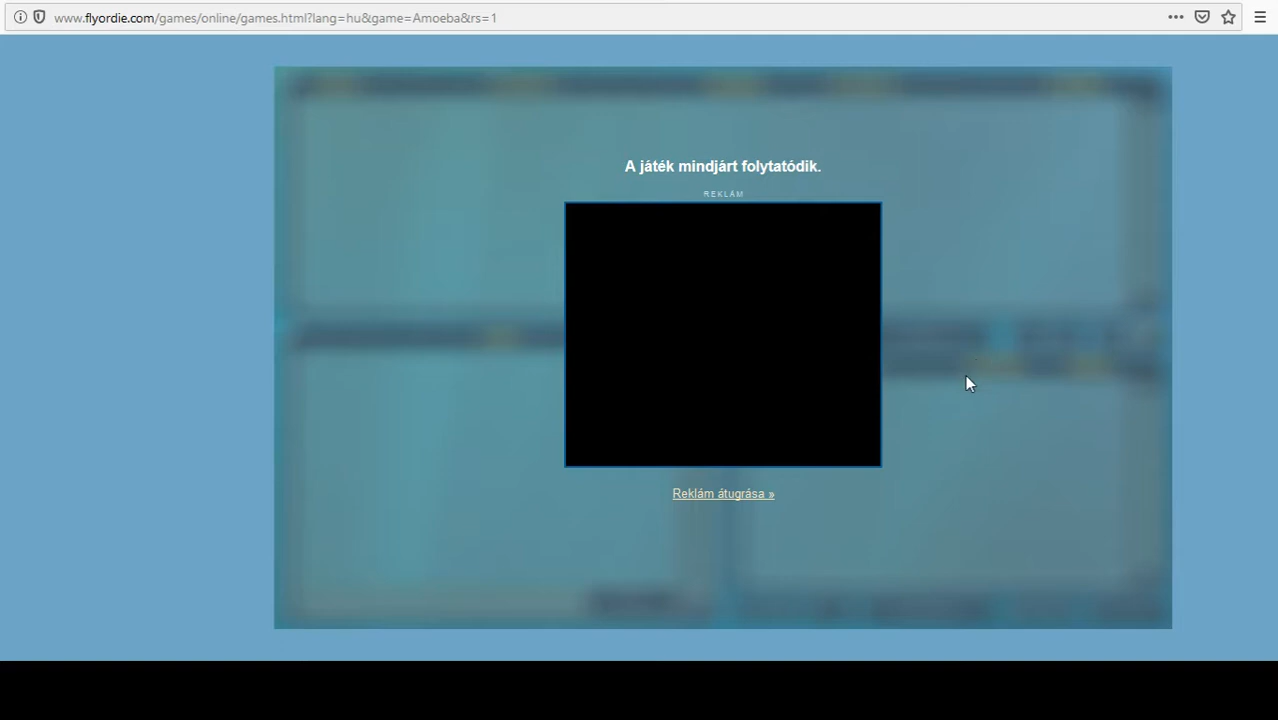 www.flyordie.com/games/online/games.html?lang=hu&game=Amoeba&rs=1
A játék mindjárt folytatódik.
REKLÁM
Reklám átugrása »